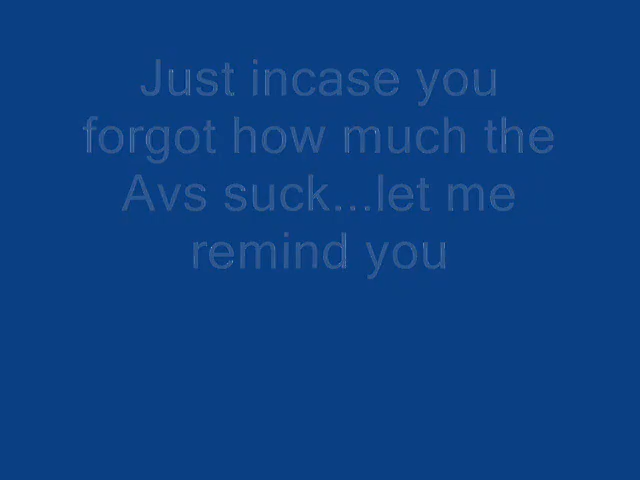 Just incase you
forgot how much the
Avs suck...let me
remind you